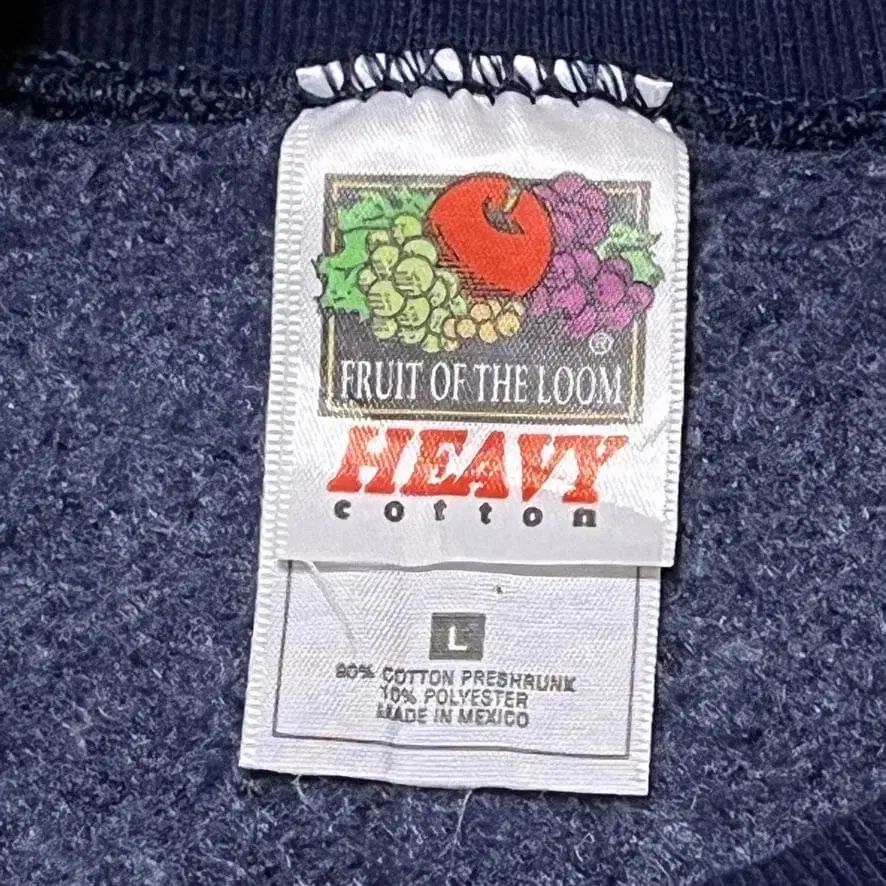 ®
FRUIT OF THE LOOM
HEAVY
cotton
L
90% COTTON PRESHRUNK
10% POLYESTER
MADE IN MEXICO